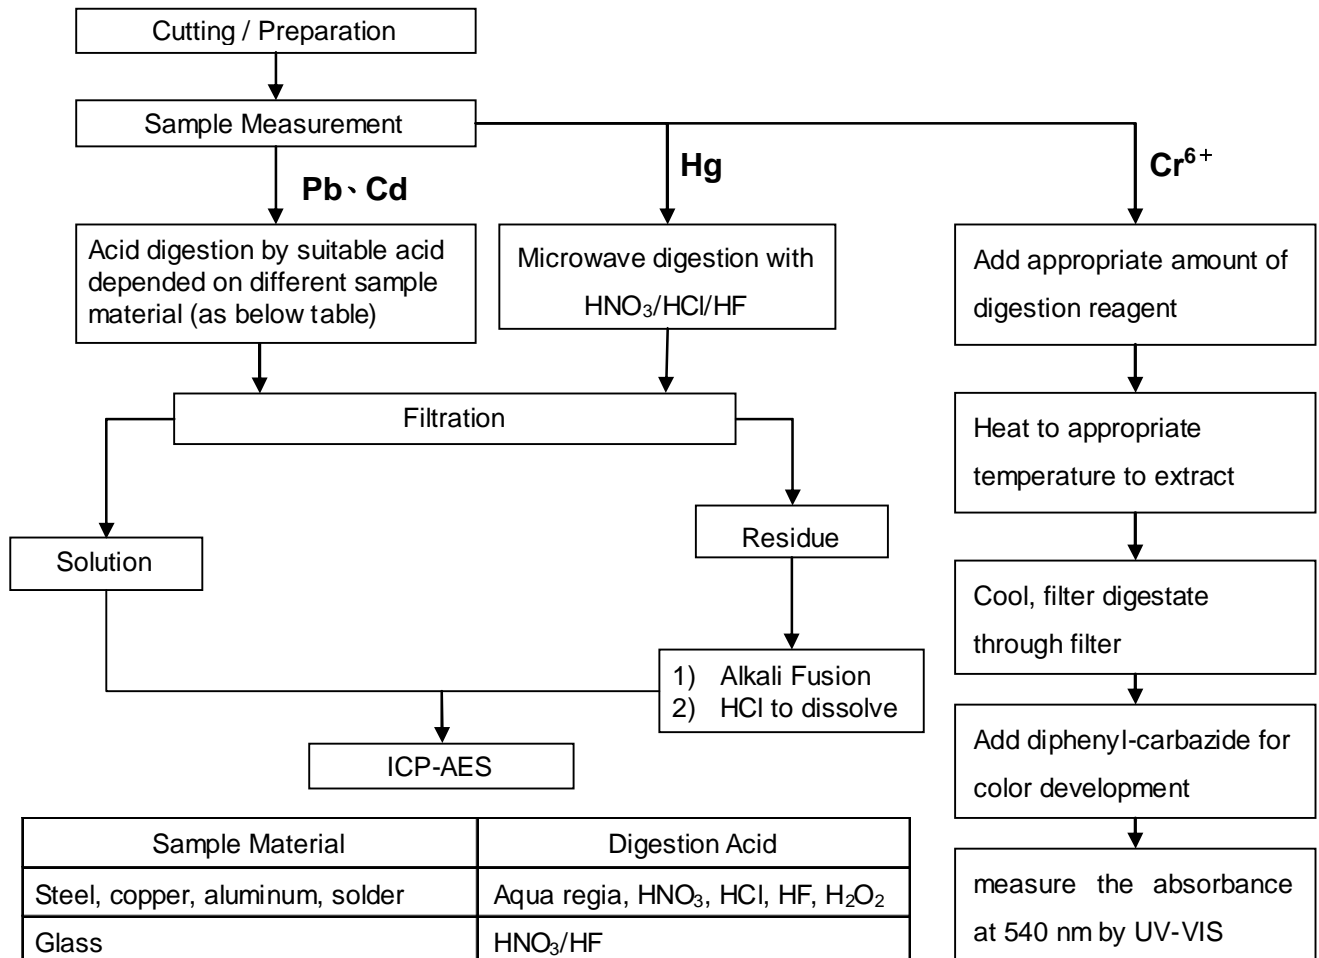 Cutting / Preparation
Sample Measurement
Pb、Cd
Hg
Cr⁶⁺
Acid digestion by suitable acid
depended on different sample
material (as below table)
Microwave digestion with
HNO₃/HCl/HF
Add appropriate amount of
digestion reagent
Filtration
Heat to appropriate
temperature to extract
Solution
Residue
Cool, filter digestate
through filter
1) Alkali Fusion
2) HCl to dissolve
ICP-AES
Add diphenyl-carbazide for
color development
Sample Material Digestion Acid
Steel, copper, aluminum, solder Aqua regia, HNO₃, HCl, HF, H₂O₂
Glass HNO₃/HF
measure the absorbance
at 540 nm by UV-VIS